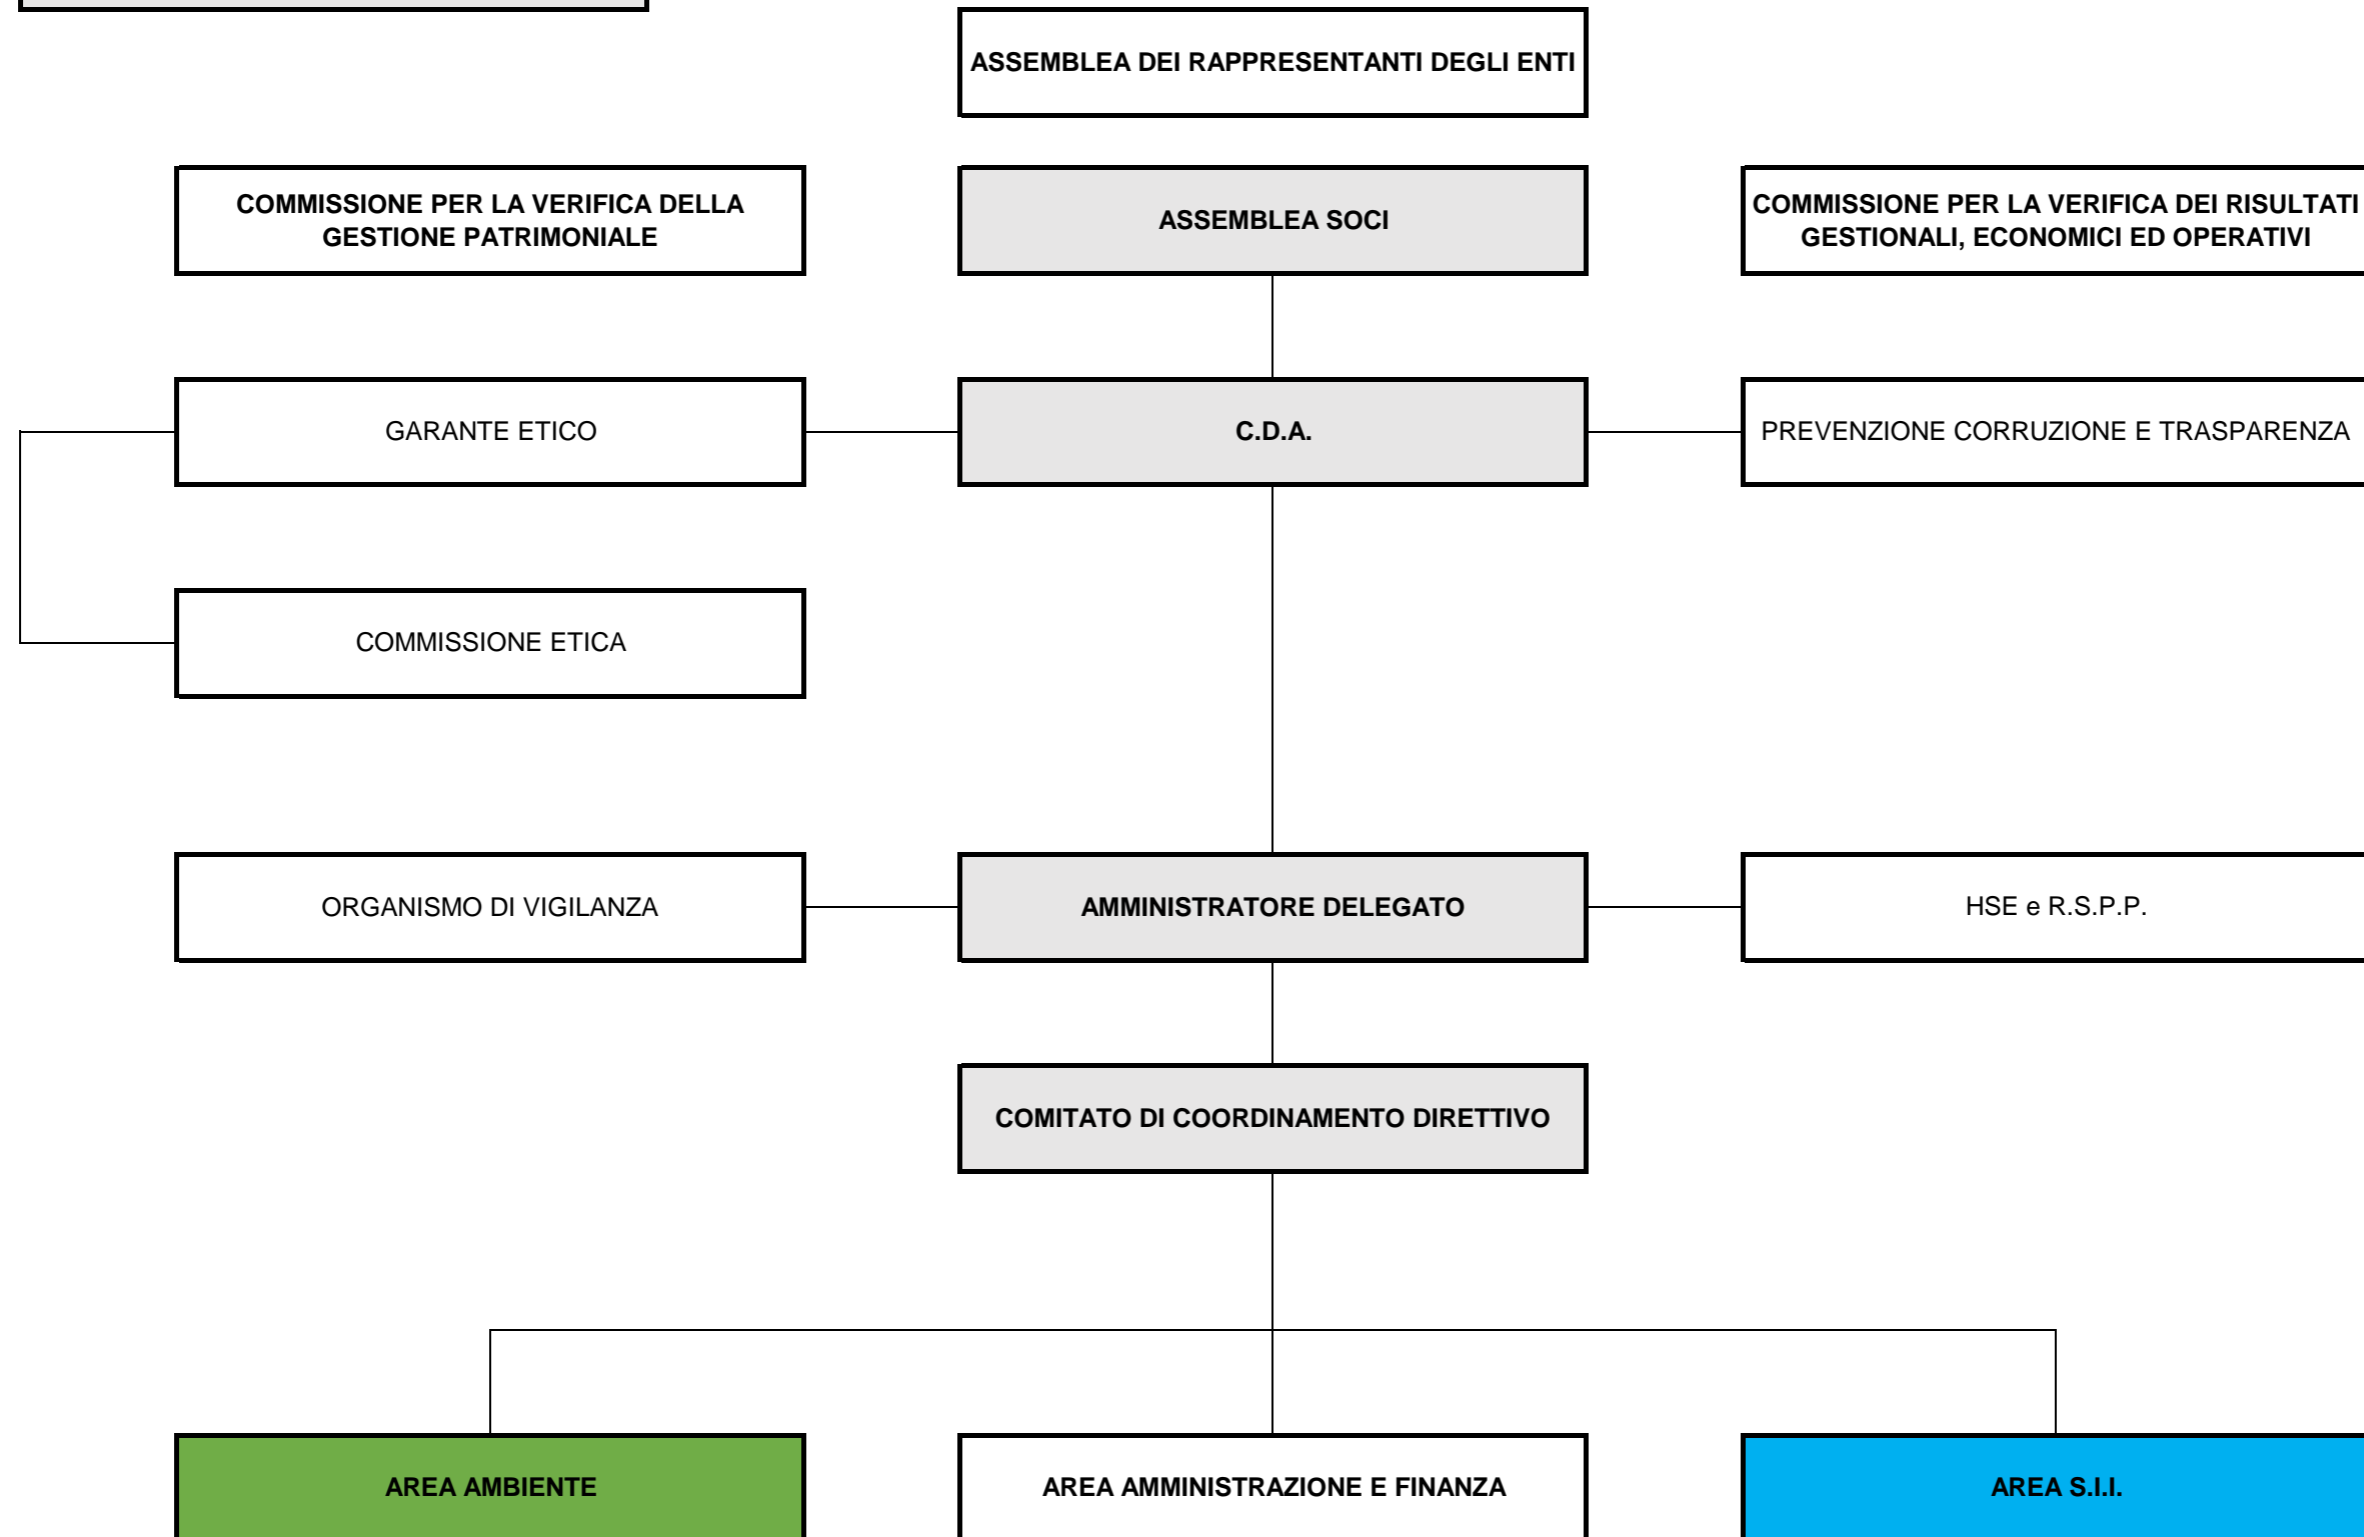 ASSEMBLEA DEI RAPPRESENTANTI DEGLI ENTI
COMMISSIONE PER LA VERIFICA DELLA
GESTIONE PATRIMONIALE
ASSEMBLEA SOCI
COMMISSIONE PER LA VERIFICA DEI RISULTATI
GESTIONALI, ECONOMICI ED OPERATIVI
GARANTE ETICO
C.D.A.
PREVENZIONE CORRUZIONE E TRASPARENZA
COMMISSIONE ETICA
ORGANISMO DI VIGILANZA
AMMINISTRATORE DELEGATO
HSE e R.S.P.P.
COMITATO DI COORDINAMENTO DIRETTIVO
AREA AMBIENTE
AREA AMMINISTRAZIONE E FINANZA
AREA S.I.I.